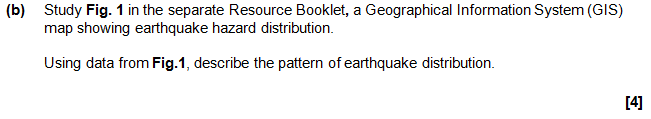 (b) Study Fig. 1 in the separate Resource Booklet, a Geographical Information System (GIS)
map showing earthquake hazard distribution.
Using data from Fig.1, describe the pattern of earthquake distribution.
[4]